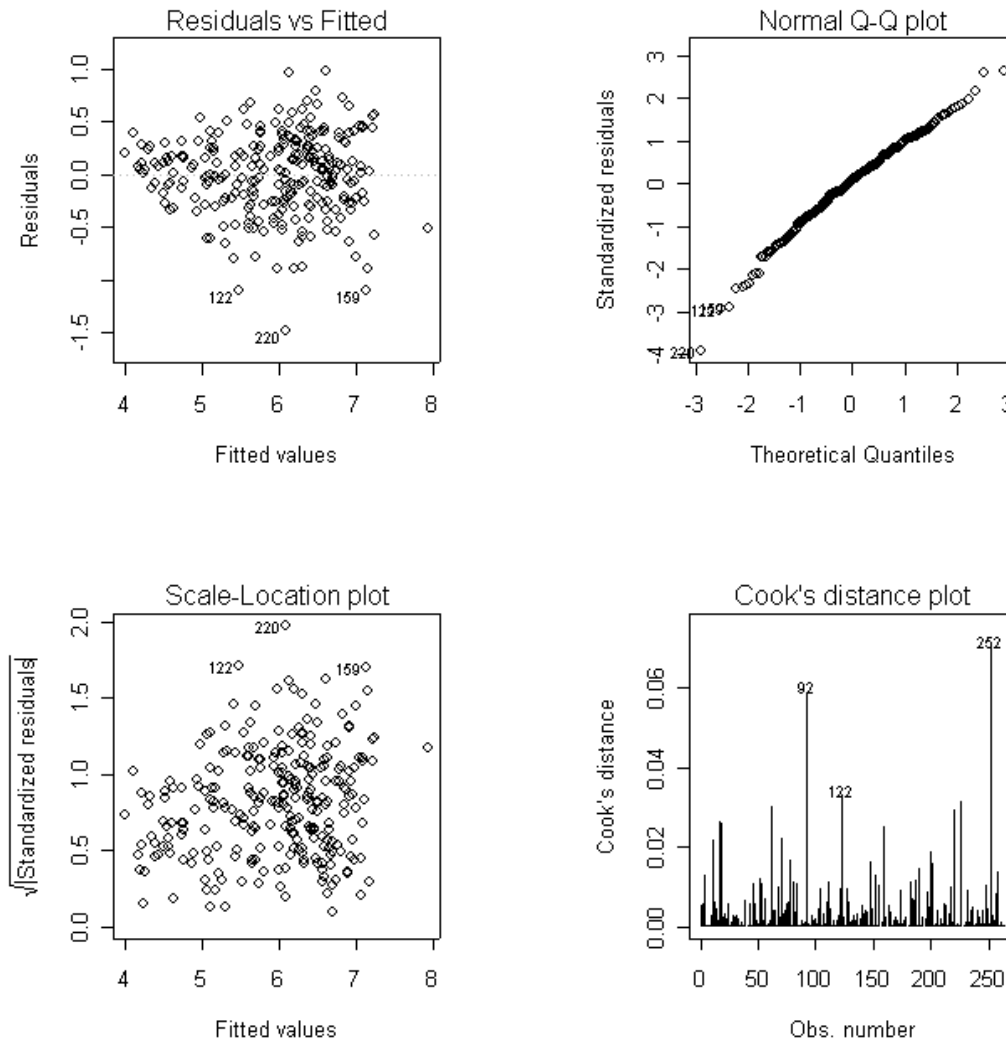 Residuals vs Fitted
Residuals
1.0
0.5
0.0
-0.5
-1.5
122
159
220
4 5 6 7 8
Fitted values
Normal Q-Q plot
Standardized residuals
3
2
1
0
-1
-2
-3
-4
159
122
220
-3 -2 -1 0 1 2 3
Theoretical Quantiles
Scale-Location plot
√|Standardized residuals|
2.0
1.5
1.0
0.5
0.0
220
122
159
4 5 6 7 8
Fitted values
Cook's distance plot
Cook's distance
0.06
0.04
0.02
0.00
252
92
122
0 50 100 150 200 250
Obs. number